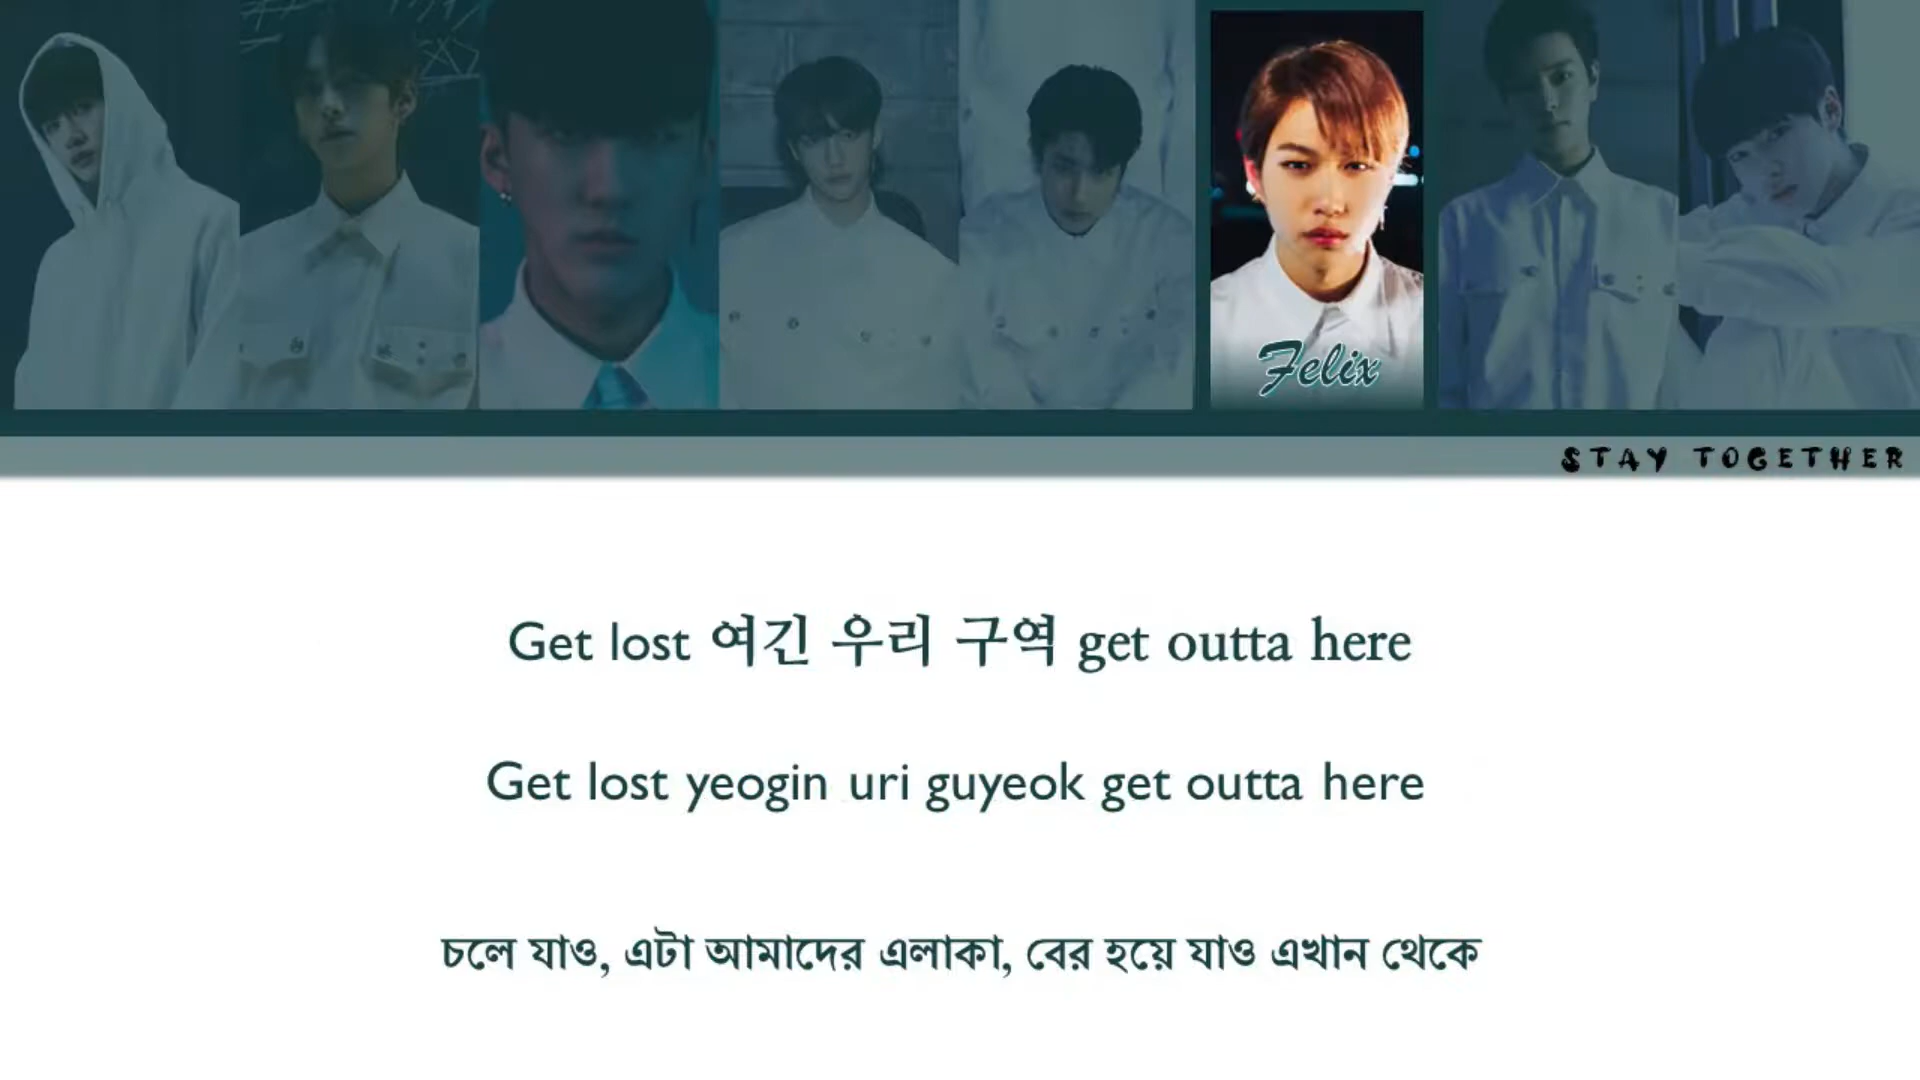 Felix
STAY TOGETHER
Get lost 여긴 우리 구역 get outta here
Get lost yeogin uri guyeok get outta here
চলে যাও, এটা আমাদের এলাকা, বের হয়ে যাও এখান থেকে